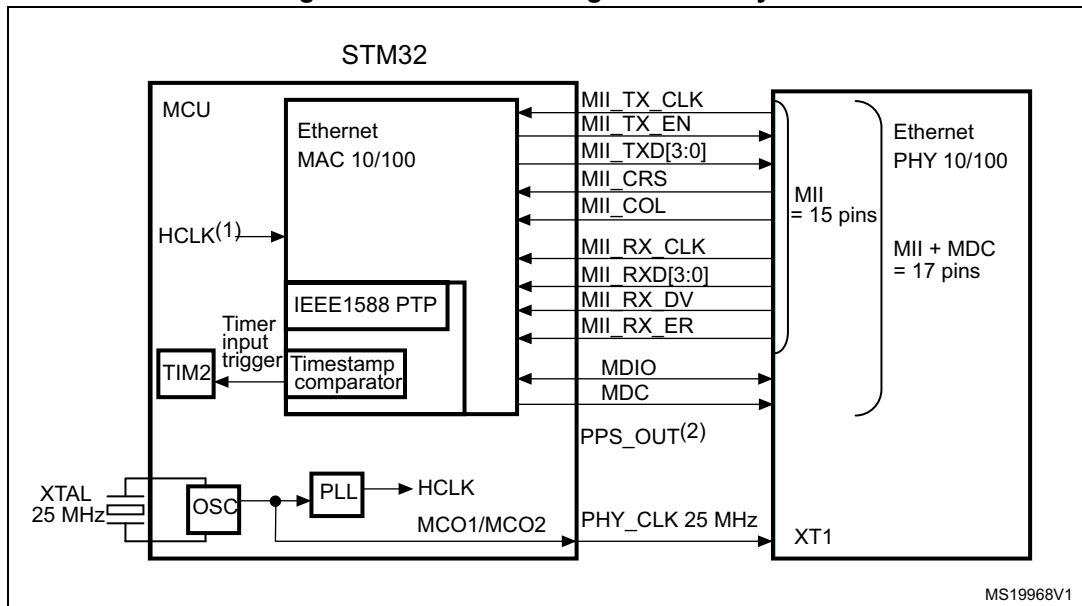 STM32
MCU
Ethernet
MAC 10/100
HCLK(1)
IEEE1588 PTP
Timer
input
trigger
TIM2
Timestamp
comparator
XTAL
25 MHz
OSC
PLL
HCLK
MCO1/MCO2
MII_TX_CLK
MII_TX_EN
MII_TXD[3:0]
MII_CRS
MII_COL
MII_RX_CLK
MII_RXD[3:0]
MII_RX_DV
MII_RX_ER
MDIO
MDC
PPS_OUT(2)
PHY_CLK 25 MHz
MII
= 15 pins
Ethernet
PHY 10/100
MII + MDC
= 17 pins
XT1
MS19968V1